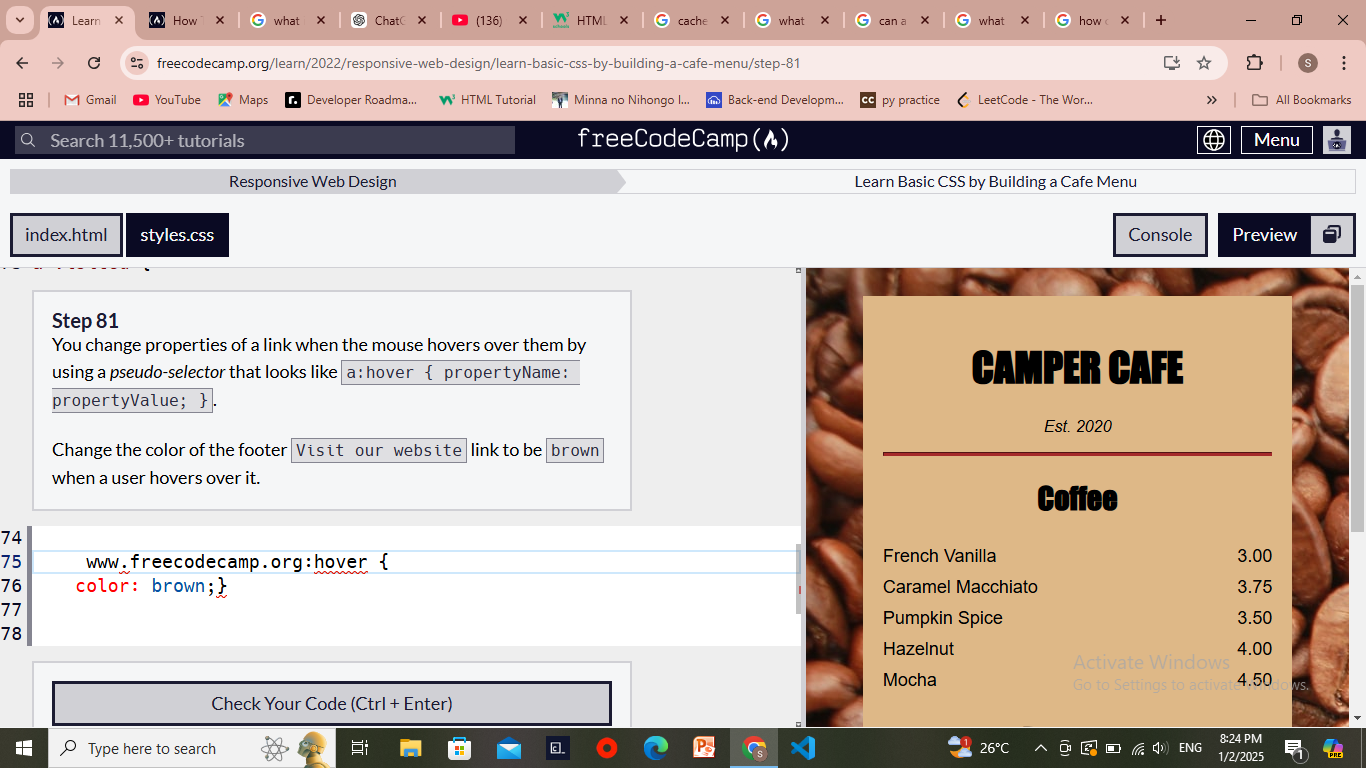 Learn
How T
what
ChatG
(136)
HTML
cache
what
can a
what
how c
freecodecamp.org/learn/2022/responsive-web-design/learn-basic-css-by-building-a-cafe-menu/step-81
S
Gmail
YouTube
Maps
Developer Roadma...
HTML Tutorial
Minna no Nihongo I...
Back-end Developm...
py practice
LeetCode - The Wor...
All Bookmarks
Search 11,500+ tutorials
freeCodeCamp
Menu
Responsive Web Design
Learn Basic CSS by Building a Cafe Menu
index.html
styles.css
Console
Preview
Step 81
You change properties of a link when the mouse hovers over them by
using a pseudo-selector that looks like a:hover { propertyName:
propertyValue; }.
Change the color of the footer Visit our website link to be brown
when a user hovers over it.
74
75 www.freecodecamp.org:hover {
76 color: brown;}
77
78
Check Your Code (Ctrl + Enter)
CAMPER CAFE
Est. 2020
Coffee
French Vanilla 3.00
Caramel Macchiato 3.75
Pumpkin Spice 3.50
Hazelnut 4.00
Mocha 4.50
Activate Windows
Go to Settings to activate Windows.
Type here to search
26°C
ENG
8:24 PM
1/2/2025